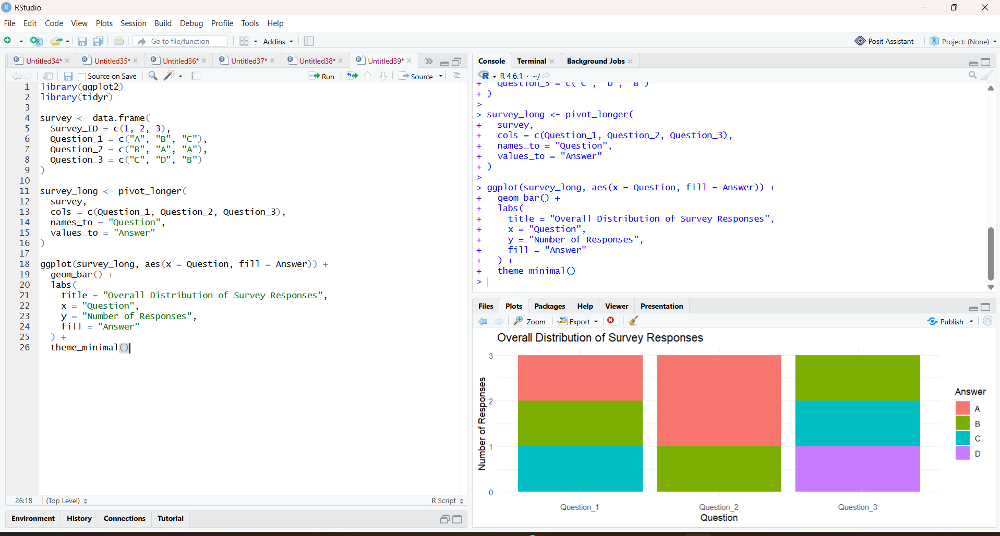 RStudio
File Edit Code View Plots Session Build Debug Profile Tools Help
Go to file/function Addins Posit Assistant Project: (None)
Untitled34* Untitled35* Untitled36* Untitled37* Untitled38* Untitled39*
Source on Save Run Source
1 library(ggplot2)
2 library(tidyr)
3
4 survey <- data.frame(
5 Survey_ID = c(1, 2, 3),
6 Question_1 = c("A", "B", "C"),
7 Question_2 = c("B", "A", "A"),
8 Question_3 = c("C", "D", "B")
9 )
10
11 survey_long <- pivot_longer(
12 survey,
13 cols = c(Question_1, Question_2, Question_3),
14 names_to = "Question",
15 values_to = "Answer"
16 )
17
18 ggplot(survey_long, aes(x = Question, fill = Answer)) +
19 geom_bar() +
20 labs(
21 title = "Overall Distribution of Survey Responses",
22 x = "Question",
23 y = "Number of Responses",
24 fill = "Answer"
25 ) +
26 theme_minimal()
26:18 (Top Level) R Script
Environment History Connections Tutorial
Console Terminal Background Jobs
R 4.6.1 · ~/
+ Question_3 = c("C", "D", "B")
+ )
>
> survey_long <- pivot_longer(
+ survey,
+ cols = c(Question_1, Question_2, Question_3),
+ names_to = "Question",
+ values_to = "Answer"
+ )
>
> ggplot(survey_long, aes(x = Question, fill = Answer)) +
+ geom_bar() +
+ labs(
+ title = "Overall Distribution of Survey Responses",
+ x = "Question",
+ y = "Number of Responses",
+ fill = "Answer"
+ ) +
+ theme_minimal()
>
Files Plots Packages Help Viewer Presentation
Zoom Export Publish
Overall Distribution of Survey Responses
Number of Responses
3
2
1
0
Question_1 Question_2 Question_3
Question
Answer
A
B
C
D